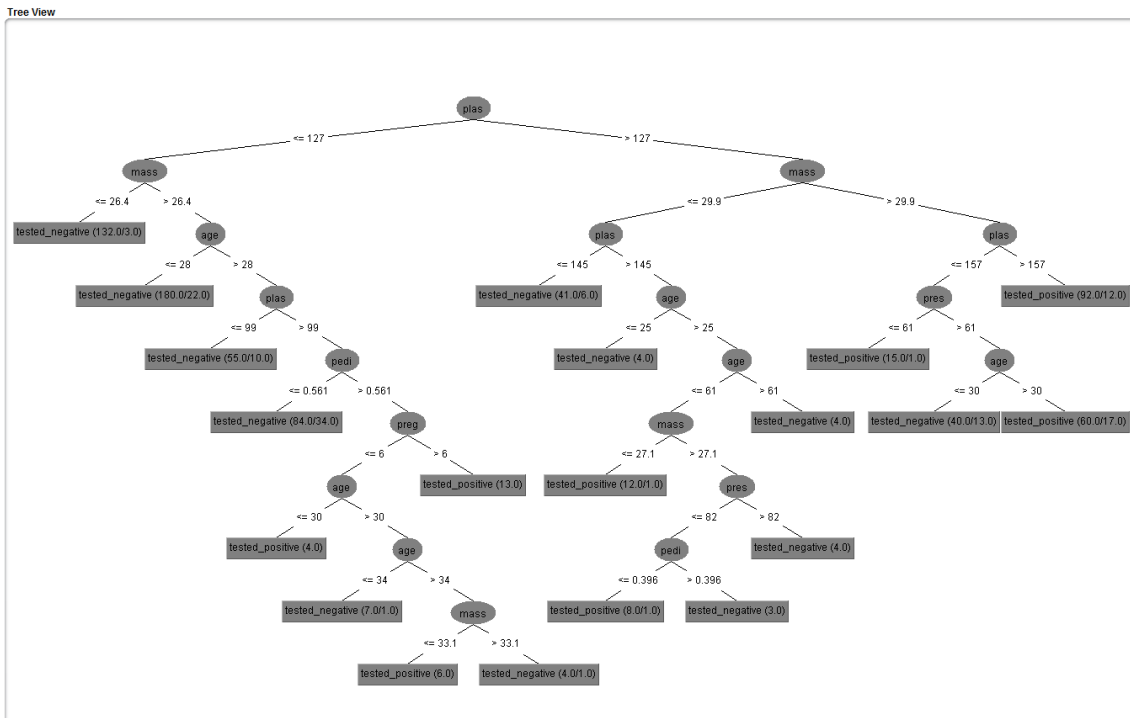 Tree View
plas
<= 127 > 127
mass mass
<= 26.4 > 26.4 <= 29.9 > 29.9
tested_negative (132.0/3.0) age plas plas
<= 28 > 28 <= 145 > 145 <= 157 > 157
tested_negative (180.0/22.0) plas tested_negative (41.0/6.0) age pres tested_positive (92.0/12.0)
<= 99 > 99 <= 25 > 25 <= 61 > 61
tested_negative (55.0/10.0) pedi tested_negative (4.0) age tested_positive (15.0/1.0) age
<= 0.561 > 0.561 <= 61 > 61 <= 30 > 30
tested_negative (84.0/34.0) preg mass tested_negative (4.0) tested_negative (40.0/13.0) tested_positive (60.0/17.0)
<= 6 > 6 <= 27.1 > 27.1
age tested_positive (13.0) tested_positive (12.0/1.0) pres
<= 30 > 30 <= 82 > 82
tested_positive (4.0) age pedi tested_negative (4.0)
<= 34 > 34 <= 0.396 > 0.396
tested_negative (7.0/1.0) mass tested_positive (8.0/1.0) tested_negative (3.0)
<= 33.1 > 33.1
tested_positive (6.0) tested_negative (4.0/1.0)